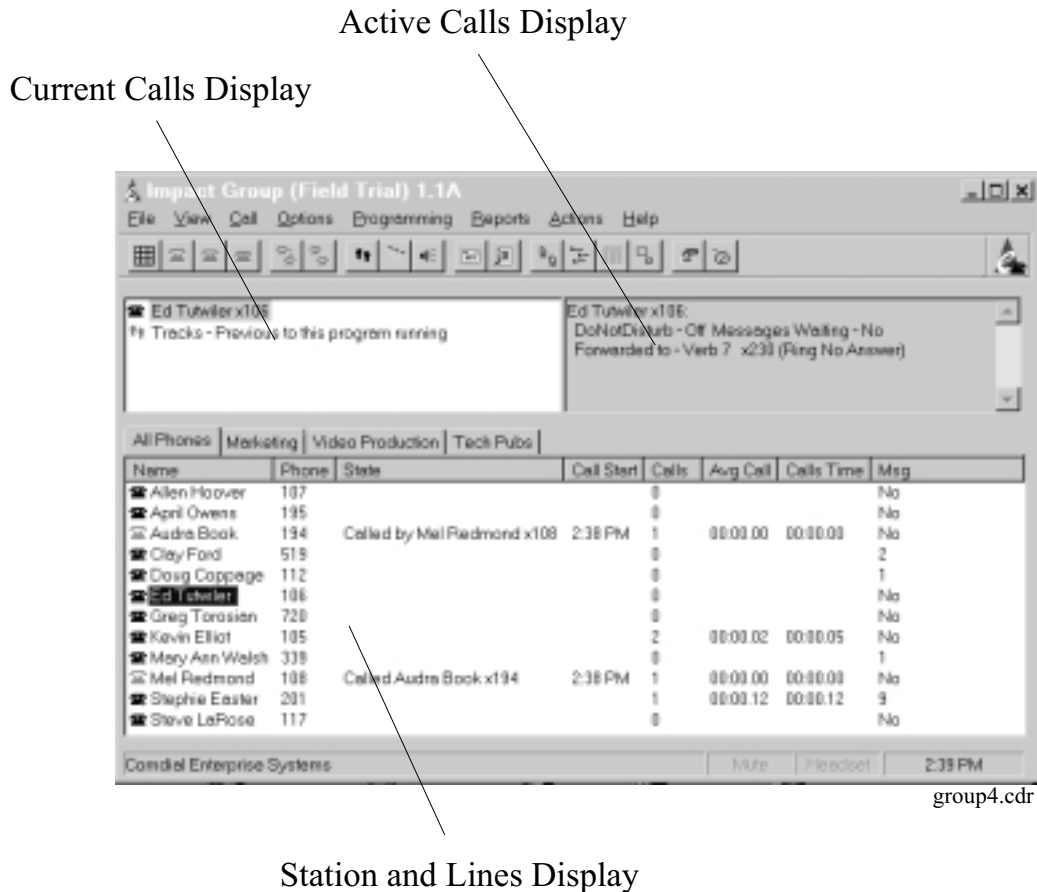 Active Calls Display
Current Calls Display
Impact Group (Field Trial) 1.1A
File View Call Options Programming Reports Actions Help
Ed Tutwiler x106
Tracks - Previous to this program running
Ed Tutwiler x106:
DoNotDisturb - Off Messages Waiting - No
Forwarded to - Verb 7 x230 (Ring No Answer)
All Phones Marketing Video Production Tech Pubs
Name Phone State Call Start Calls Avg Call Calls Time Msg
Allen Hoover 107 0 No
April Owens 195 0 No
Audra Book 194 Called by Mel Redmond x108 2:38 PM 1 00:00.00 00:00.00 No
Clay Ford 519 0 2
Doug Coppage 112 0 1
Ed Tutwiler 106 0 No
Greg Torosian 720 0 No
Kevin Elliot 105 2 00:00.02 00:00.05 No
Mary Ann Walsh 339 0 1
Mel Redmond 108 Called Audra Book x194 2:38 PM 1 00:00.00 00:00.00 No
Stephie Easter 201 1 00:00.12 00:00.12 9
Steve LaRose 117 0 No
Comdial Enterprise Systems Mute Headset 2:39 PM
group4.cdr
Station and Lines Display